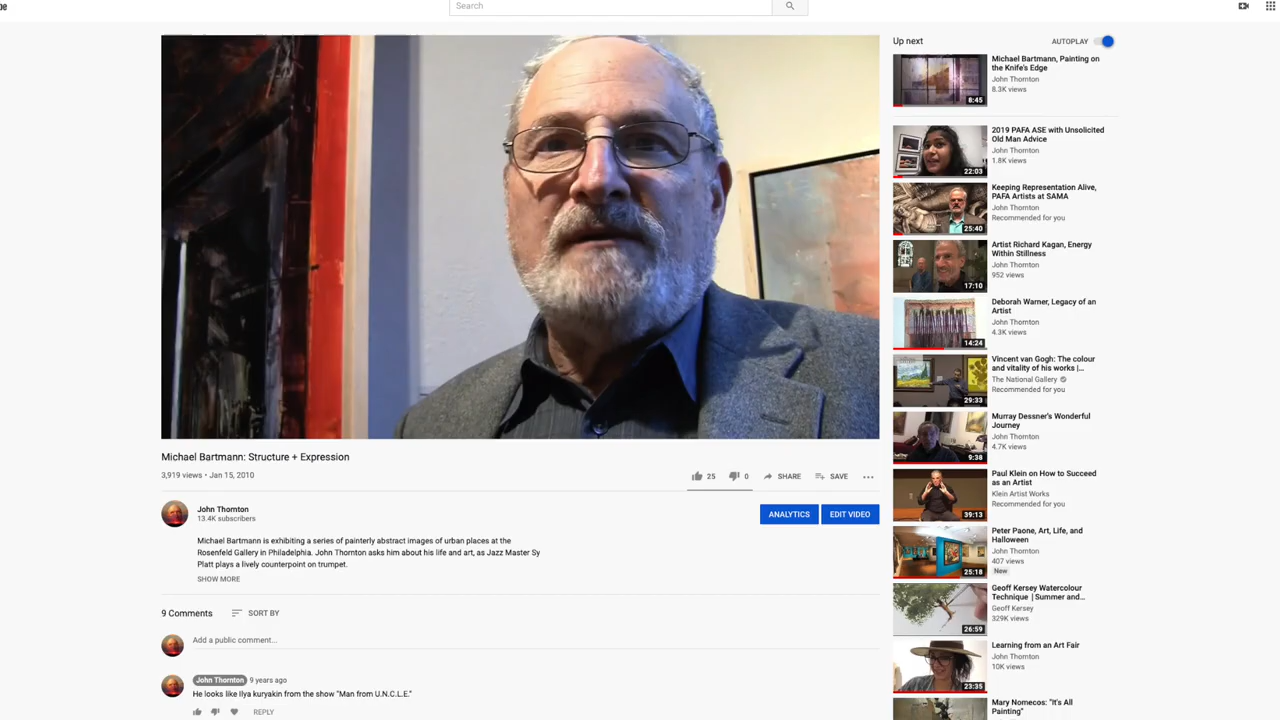 be
Search
Up next
AUTOPLAY
Michael Bartmann, Painting on
the Knife's Edge
John Thornton
8.3K views
8:45
2019 PAFA ASE with Unsolicited
Old Man Advice
John Thornton
1.8K views
22:03
Keeping Representation Alive,
PAFA Artists at SAMA
John Thornton
Recommended for you
25:40
Artist Richard Kagan, Energy
Within Stillness
John Thornton
952 views
17:10
Deborah Warner, Legacy of an
Artist
John Thornton
4.3K views
14:24
Vincent van Gogh: The colour
and vitality of his works |...
The National Gallery
Recommended for you
29:33
Murray Dessner's Wonderful
Journey
John Thornton
4.7K views
9:38
Paul Klein on How to Succeed
as an Artist
Klein Artist Works
Recommended for you
39:13
Peter Paone, Art, Life, and
Halloween
John Thornton
407 views
New
25:18
Geoff Kersey Watercolour
Technique | Summer and...
Geoff Kersey
329K views
26:59
Learning from an Art Fair
John Thornton
10K views
23:35
Mary Nomecos: "It's All
Painting"
Michael Bartmann: Structure + Expression
3,919 views • Jan 15, 2010
25
0
SHARE
SAVE
John Thornton
13.4K subscribers
ANALYTICS
EDIT VIDEO
Michael Bartmann is exhibiting a series of painterly abstract images of urban places at the
Rosenfeld Gallery in Philadelphia. John Thornton asks him about his life and art, as Jazz Master Sy
Platt plays a lively counterpoint on trumpet.
SHOW MORE
9 Comments
SORT BY
Add a public comment...
John Thornton 9 years ago
He looks like Ilya kuryakin from the show "Man from U.N.C.L.E."
REPLY